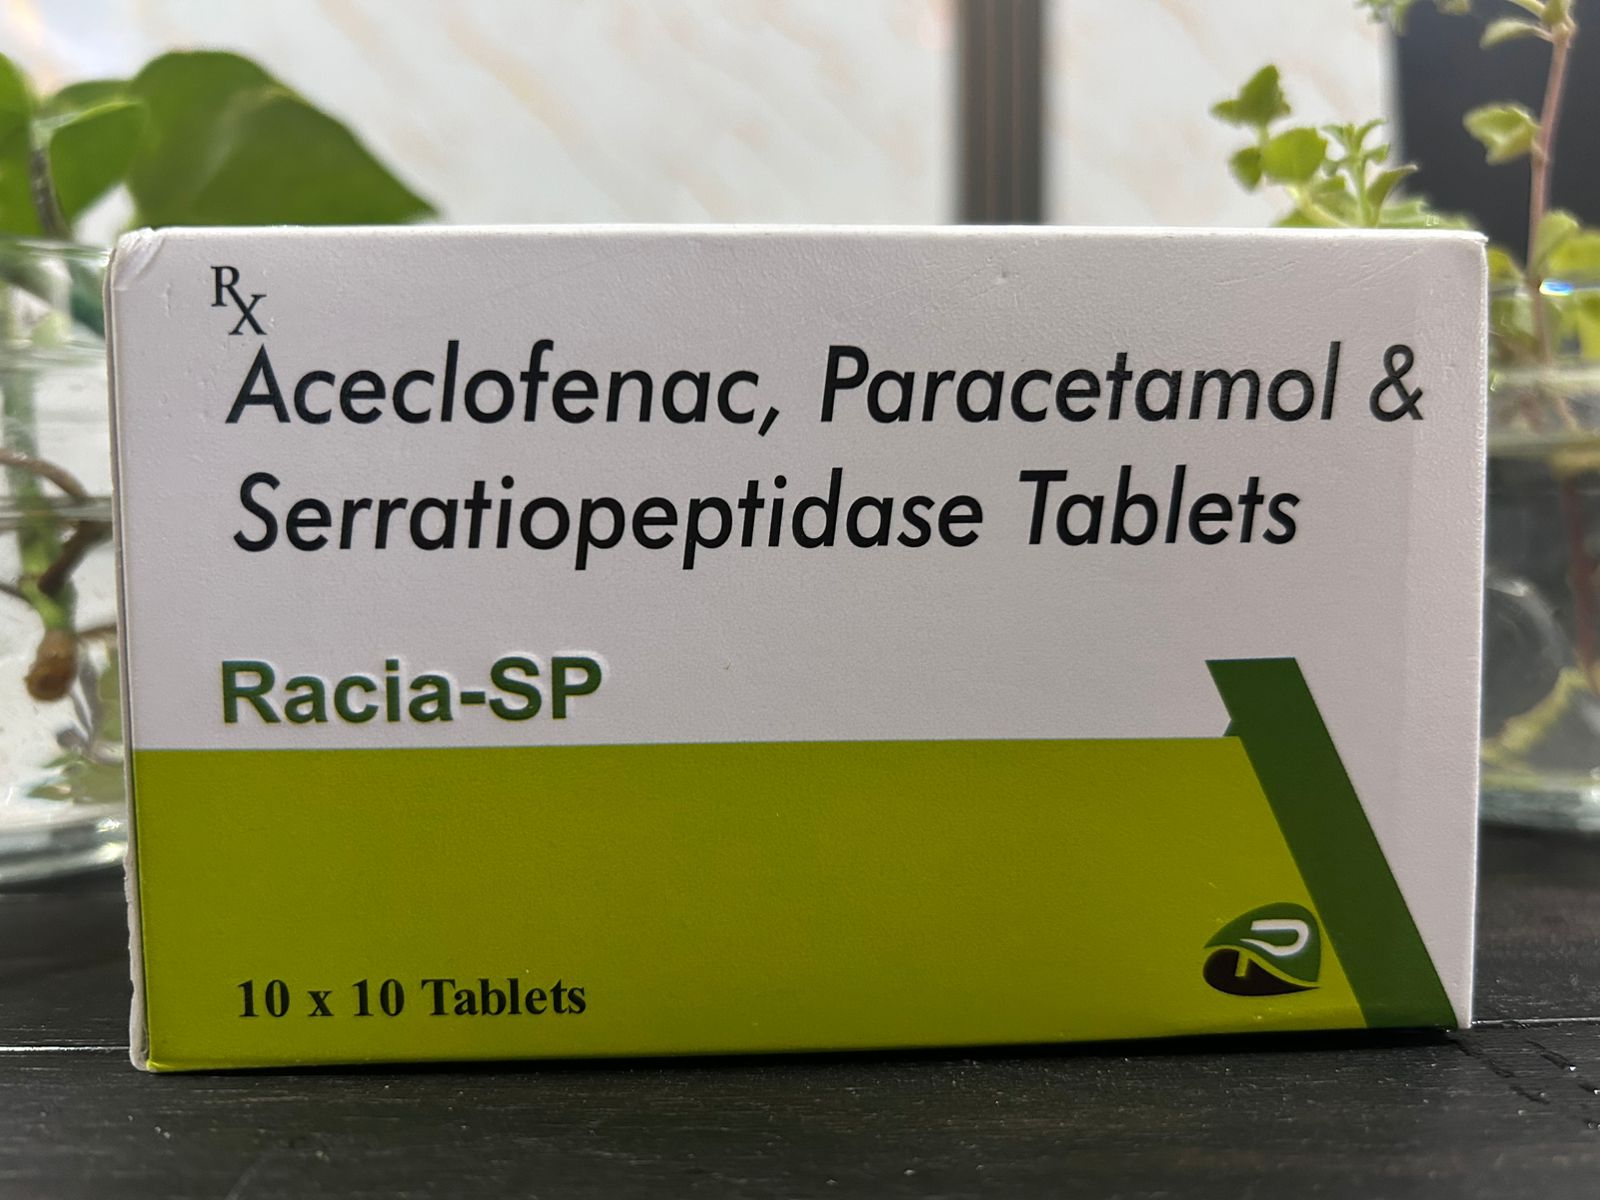 Rx
Aceclofenac, Paracetamol &
Serratiopeptidase Tablets
Racia-SP
10 x 10 Tablets